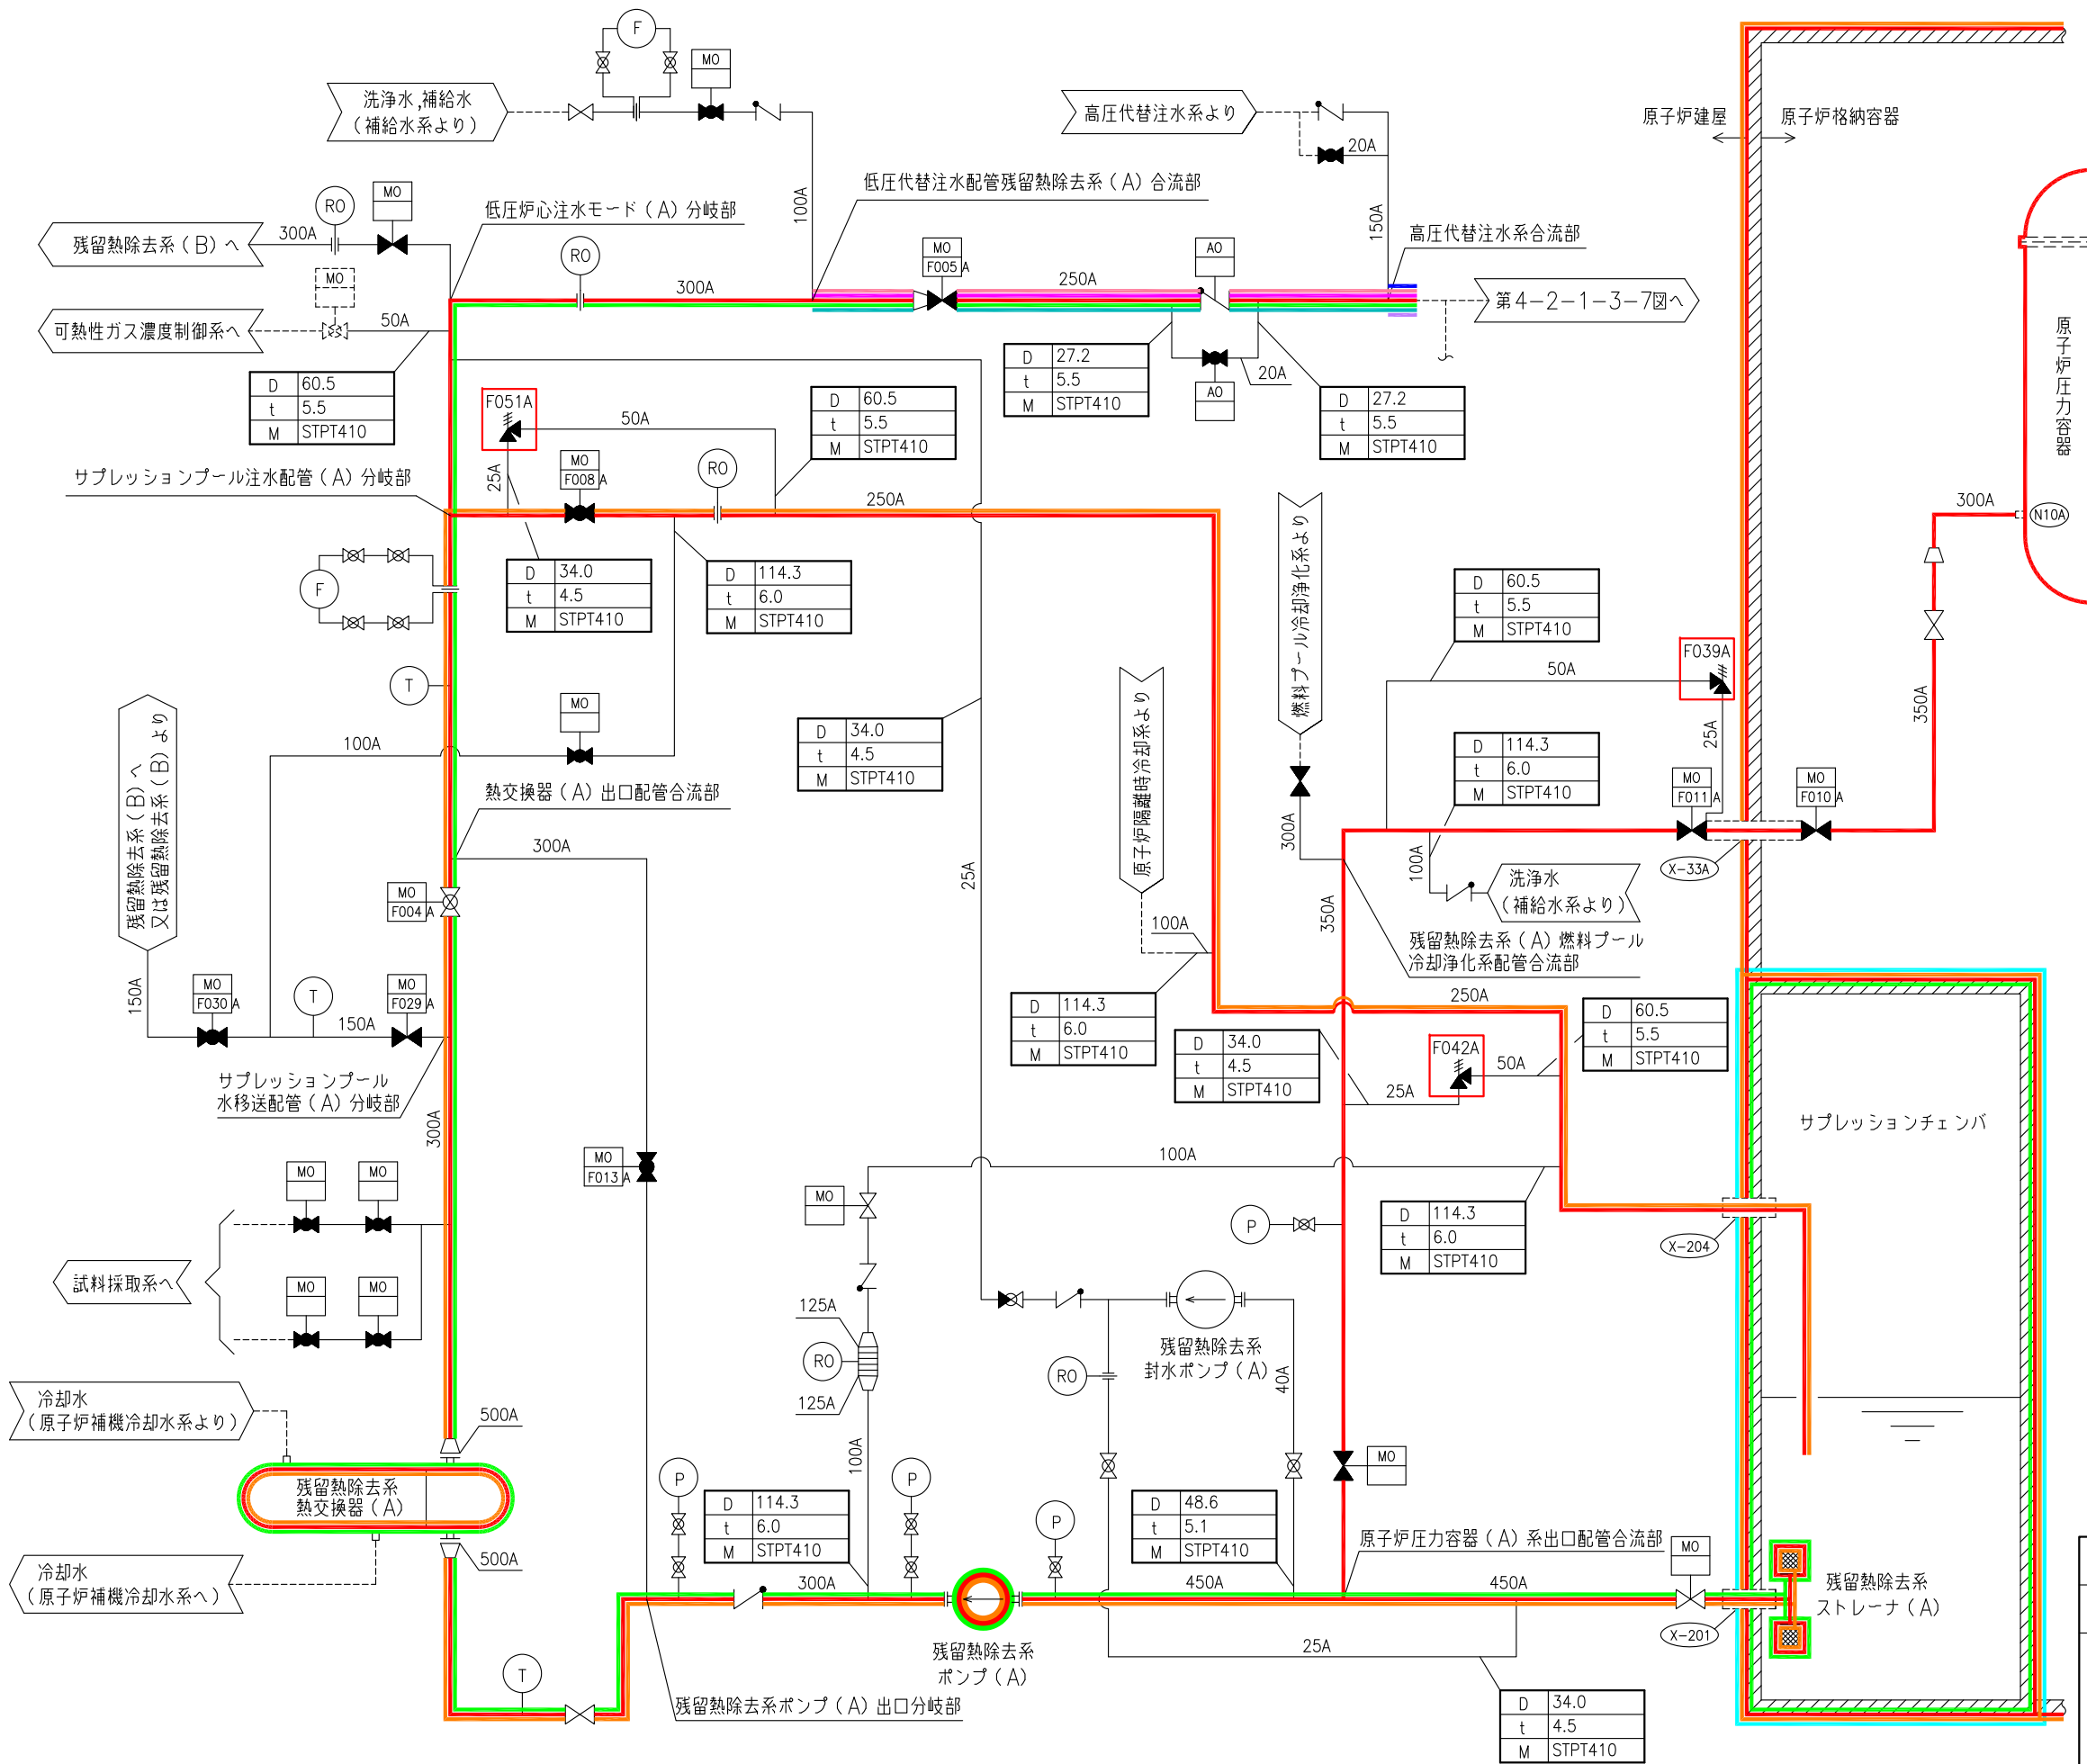 F
MO
洗浄水,補給水
(補給水系より)
高圧代替注水系より
20A
原子炉建屋
原子炉格納容器
100A
150A
低圧代替注水配管残留熱除去系(A)合流部
低圧炉心注水モード(A)分岐部
高圧代替注水系合流部
RO
MO
残留熱除去系(B)へ
300A
MO
可熱性ガス濃度制御系へ
50A
RO
300A
MO
F005A
250A
AO
第4-2-1-3-7図へ
D 60.5
t 5.5
M STPT410
D 27.2
t 5.5
M STPT410
AO
20A
D 27.2
t 5.5
M STPT410
原子炉圧力容器
F051A
50A
25A
D 60.5
t 5.5
M STPT410
サプレッションプール注水配管(A)分岐部
MO
F008A
RO
250A
300A
N10A
F
D 34.0
t 4.5
M STPT410
D 114.3
t 6.0
M STPT410
燃料プール冷却浄化系より
D 60.5
t 5.5
M STPT410
F039A
50A
25A
T
MO
100A
350A
残留熱除去系(B)へ
又は残留熱除去系(B)より
D 34.0
t 4.5
M STPT410
原子炉隔離時冷却系より
D 114.3
t 6.0
M STPT410
MO
F011A
MO
F010A
熱交換器(A)出口配管合流部
300A
300A
100A
X-33A
洗浄水
(補給水系より)
MO
F004A
25A
350A
100A
残留熱除去系(A)燃料プール
冷却浄化系配管合流部
150A
MO
F030A
T
150A
MO
F029A
D 114.3
t 6.0
M STPT410
250A
D 60.5
t 5.5
M STPT410
D 34.0
t 4.5
M STPT410
F042A
50A
25A
サプレッションプール
水移送配管(A)分岐部
300A
サプレッションチェンバ
MO
F013A
100A
MO
MO
MO
P
D 114.3
t 6.0
M STPT410
X-204
試料採取系へ
MO
MO
125A
RO
125A
残留熱除去系
封水ポンプ(A)
RO
40A
冷却水
(原子炉補機冷却水系より)
500A
100A
残留熱除去系
熱交換器(A)
P
P
MO
D 114.3
t 6.0
M STPT410
P
D 48.6
t 5.1
M STPT410
原子炉圧力容器(A)系出口配管合流部
MO
冷却水
(原子炉補機冷却水系へ)
500A
300A
450A
450A
残留熱除去系
ストレーナ(A)
X-201
25A
残留熱除去系
ポンプ(A)
T
残留熱除去系ポンプ(A)出口分岐部
D 34.0
t 4.5
M STPT410